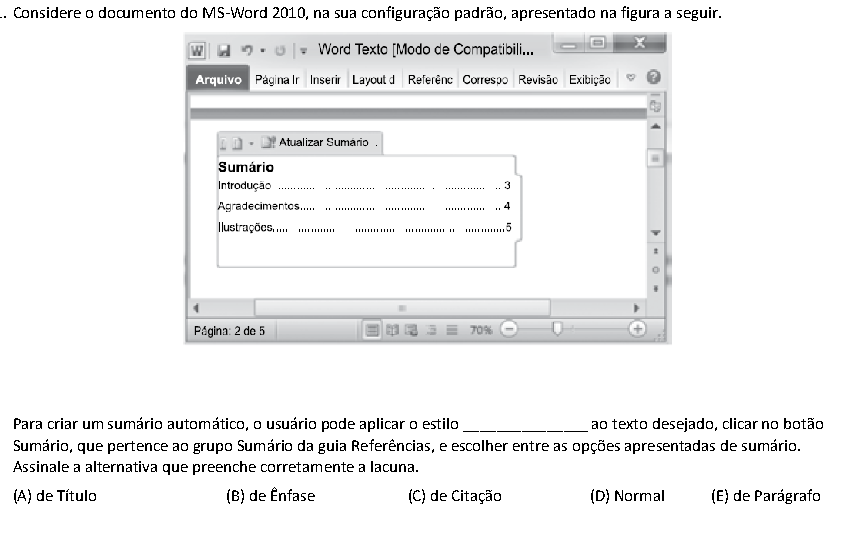 . Considere o documento do MS-Word 2010, na sua configuração padrão, apresentado na figura a seguir.
W Word Texto [Modo de Compatibili...
Arquivo Página Ir Inserir Layout d Referênc Correspo Revisão Exibição
Atualizar Sumário .
Sumário
Introdução .................................................. 3
Agradecimentos.............................................. 4
Ilustrações,................................................5
Página: 2 de 5 70%
Para criar um sumário automático, o usuário pode aplicar o estilo _______________ ao texto desejado, clicar no botão
Sumário, que pertence ao grupo Sumário da guia Referências, e escolher entre as opções apresentadas de sumário.
Assinale a alternativa que preenche corretamente a lacuna.
(A) de Título (B) de Ênfase (C) de Citação (D) Normal (E) de Parágrafo